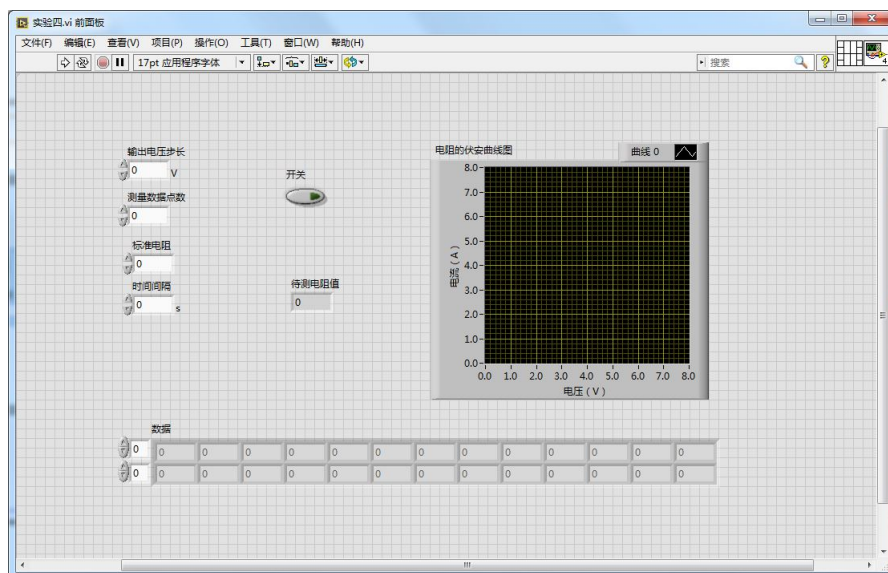 实验四.vi 前面板
文件(F) 编辑(E) 查看(V) 项目(P) 操作(O) 工具(T) 窗口(W) 帮助(H)
17pt 应用程序字体
搜索
?
4
输出电压步长
0 V
测量数据点数
0
标准电阻
0
时间间隔
0 s
开关
待测电阻值
0
电阻的伏安曲线图
曲线 0
8.0
7.0
6.0
5.0
4.0
3.0
2.0
1.0
0.0
电流 ( A )
0.0 1.0 2.0 3.0 4.0 5.0 6.0 7.0 8.0
电压 ( V )
数据
0 0 0 0 0 0 0 0 0 0 0 0 0 0
0 0 0 0 0 0 0 0 0 0 0 0 0 0